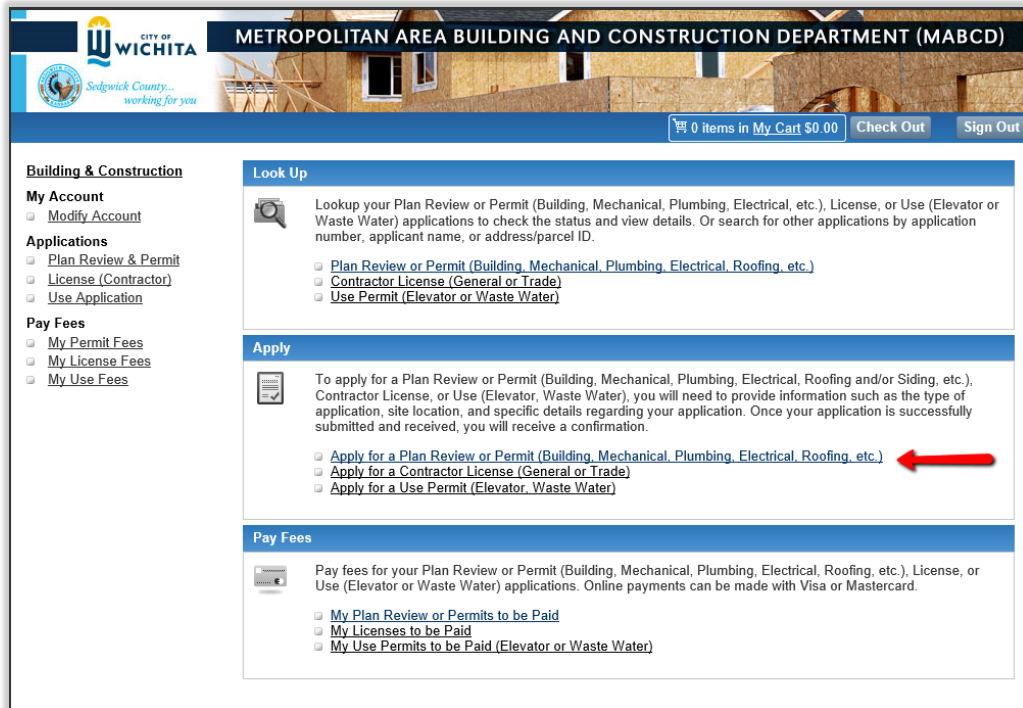 CITY OF
WICHITA
METROPOLITAN AREA BUILDING AND CONSTRUCTION DEPARTMENT (MABCD)
Sedgwick County...
working for you
0 items in My Cart $0.00
Check Out
Sign Out
Building & Construction
My Account
Modify Account
Applications
Plan Review & Permit
License (Contractor)
Use Application
Pay Fees
My Permit Fees
My License Fees
My Use Fees
Look Up
Lookup your Plan Review or Permit (Building, Mechanical, Plumbing, Electrical, etc.), License, or Use (Elevator or
Waste Water) applications to check the status and view details. Or search for other applications by application
number, applicant name, or address/parcel ID.
Plan Review or Permit (Building, Mechanical, Plumbing, Electrical, Roofing, etc.)
Contractor License (General or Trade)
Use Permit (Elevator or Waste Water)
Apply
To apply for a Plan Review or Permit (Building, Mechanical, Plumbing, Electrical, Roofing and/or Siding, etc.),
Contractor License, or Use (Elevator, Waste Water), you will need to provide information such as the type of
application, site location, and specific details regarding your application. Once your application is successfully
submitted and received, you will receive a confirmation.
Apply for a Plan Review or Permit (Building, Mechanical, Plumbing, Electrical, Roofing, etc.)
Apply for a Contractor License (General or Trade)
Apply for a Use Permit (Elevator, Waste Water)
Pay Fees
Pay fees for your Plan Review or Permit (Building, Mechanical, Plumbing, Electrical, Roofing, etc.), License, or
Use (Elevator or Waste Water) applications. Online payments can be made with Visa or Mastercard.
My Plan Review or Permits to be Paid
My Licenses to be Paid
My Use Permits to be Paid (Elevator or Waste Water)